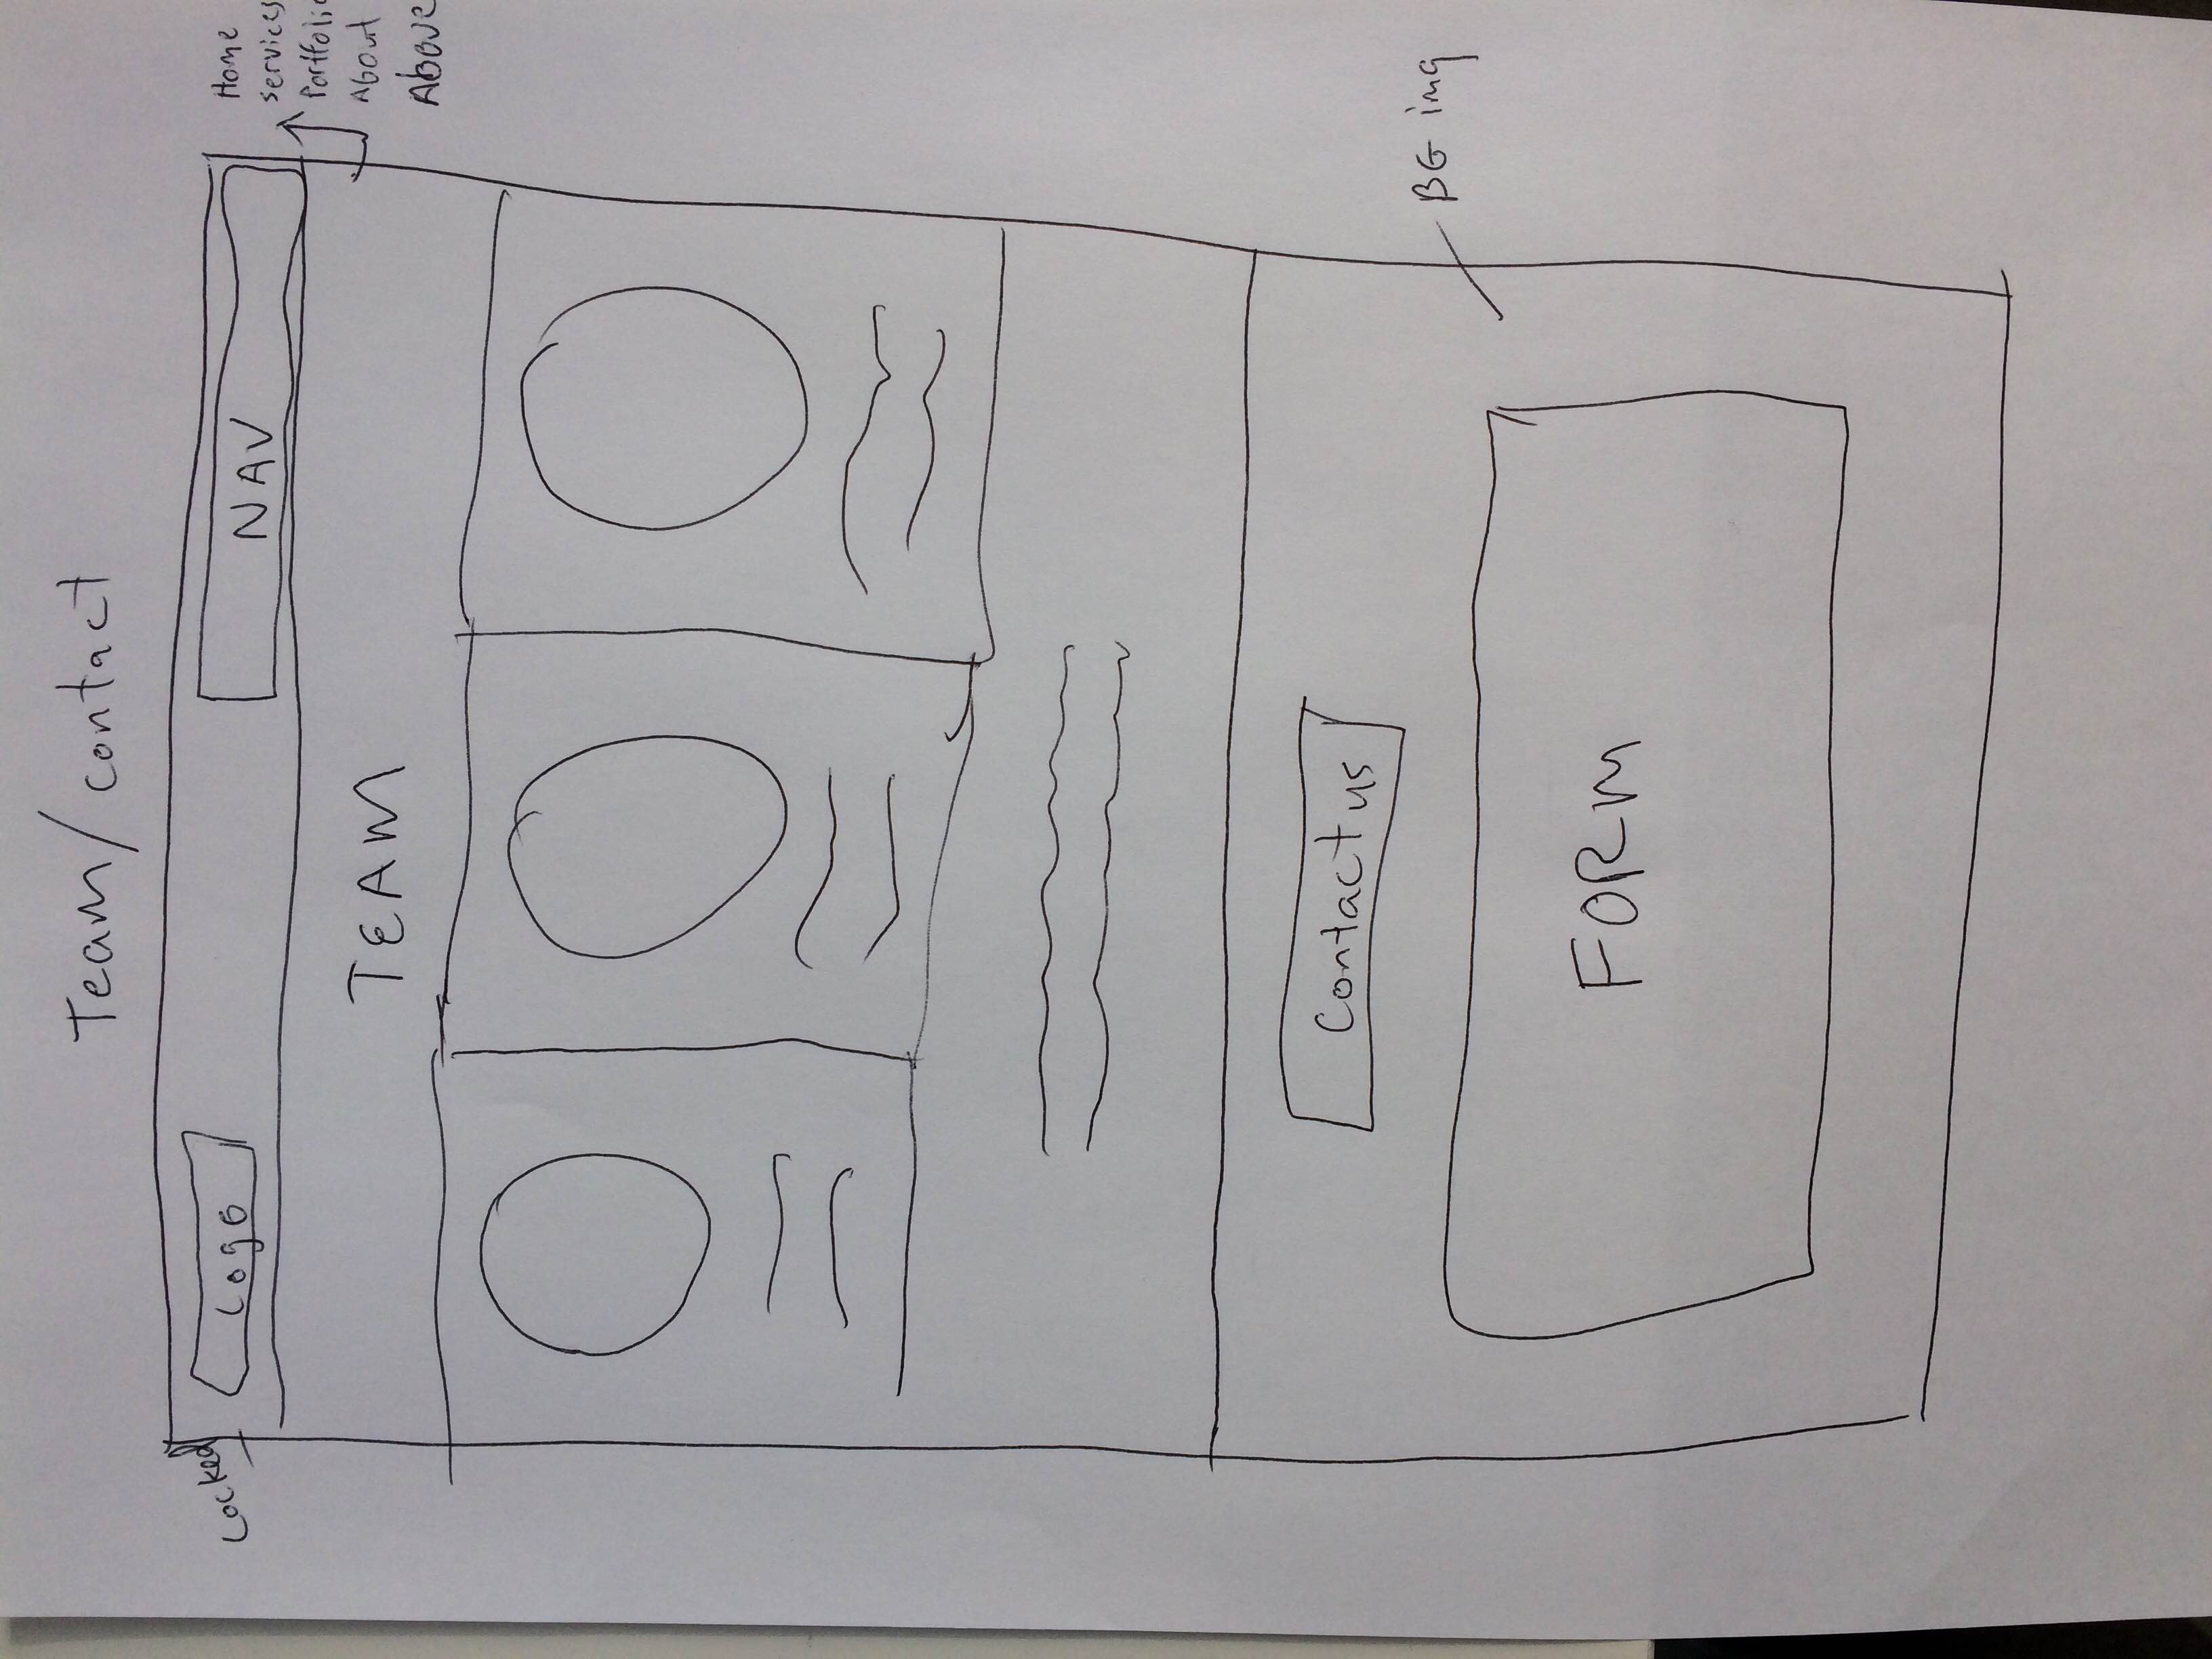 Team/contact
Locked
Logo
NAV
Home
Services
Portfolio
About
Above
TEAM
Contact us
BG img
FORM